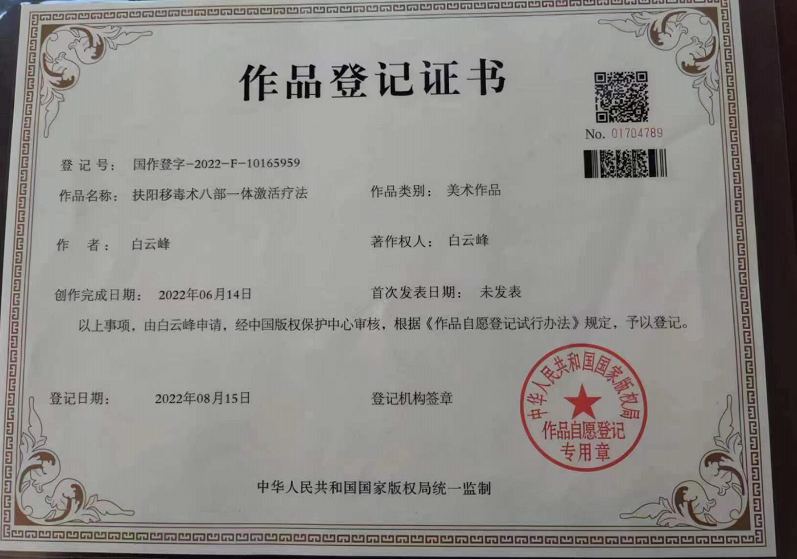 作品登记证书
No. 01704789
登 记 号： 国作登字-2022-F-10165959
作品名称： 扶阳移毒术八部一体激活疗法 作品类别： 美术作品
作 者： 白云峰 著作权人： 白云峰
创作完成日期： 2022年06月14日 首次发表日期： 未发表
以上事项，由白云峰申请，经中国版权保护中心审核，根据《作品自愿登记试行办法》规定，予以登记。
登记日期： 2022年08月15日 登记机构签章
中华人民共和国国家版权局
作品自愿登记
专用章
中华人民共和国国家版权局统一监制